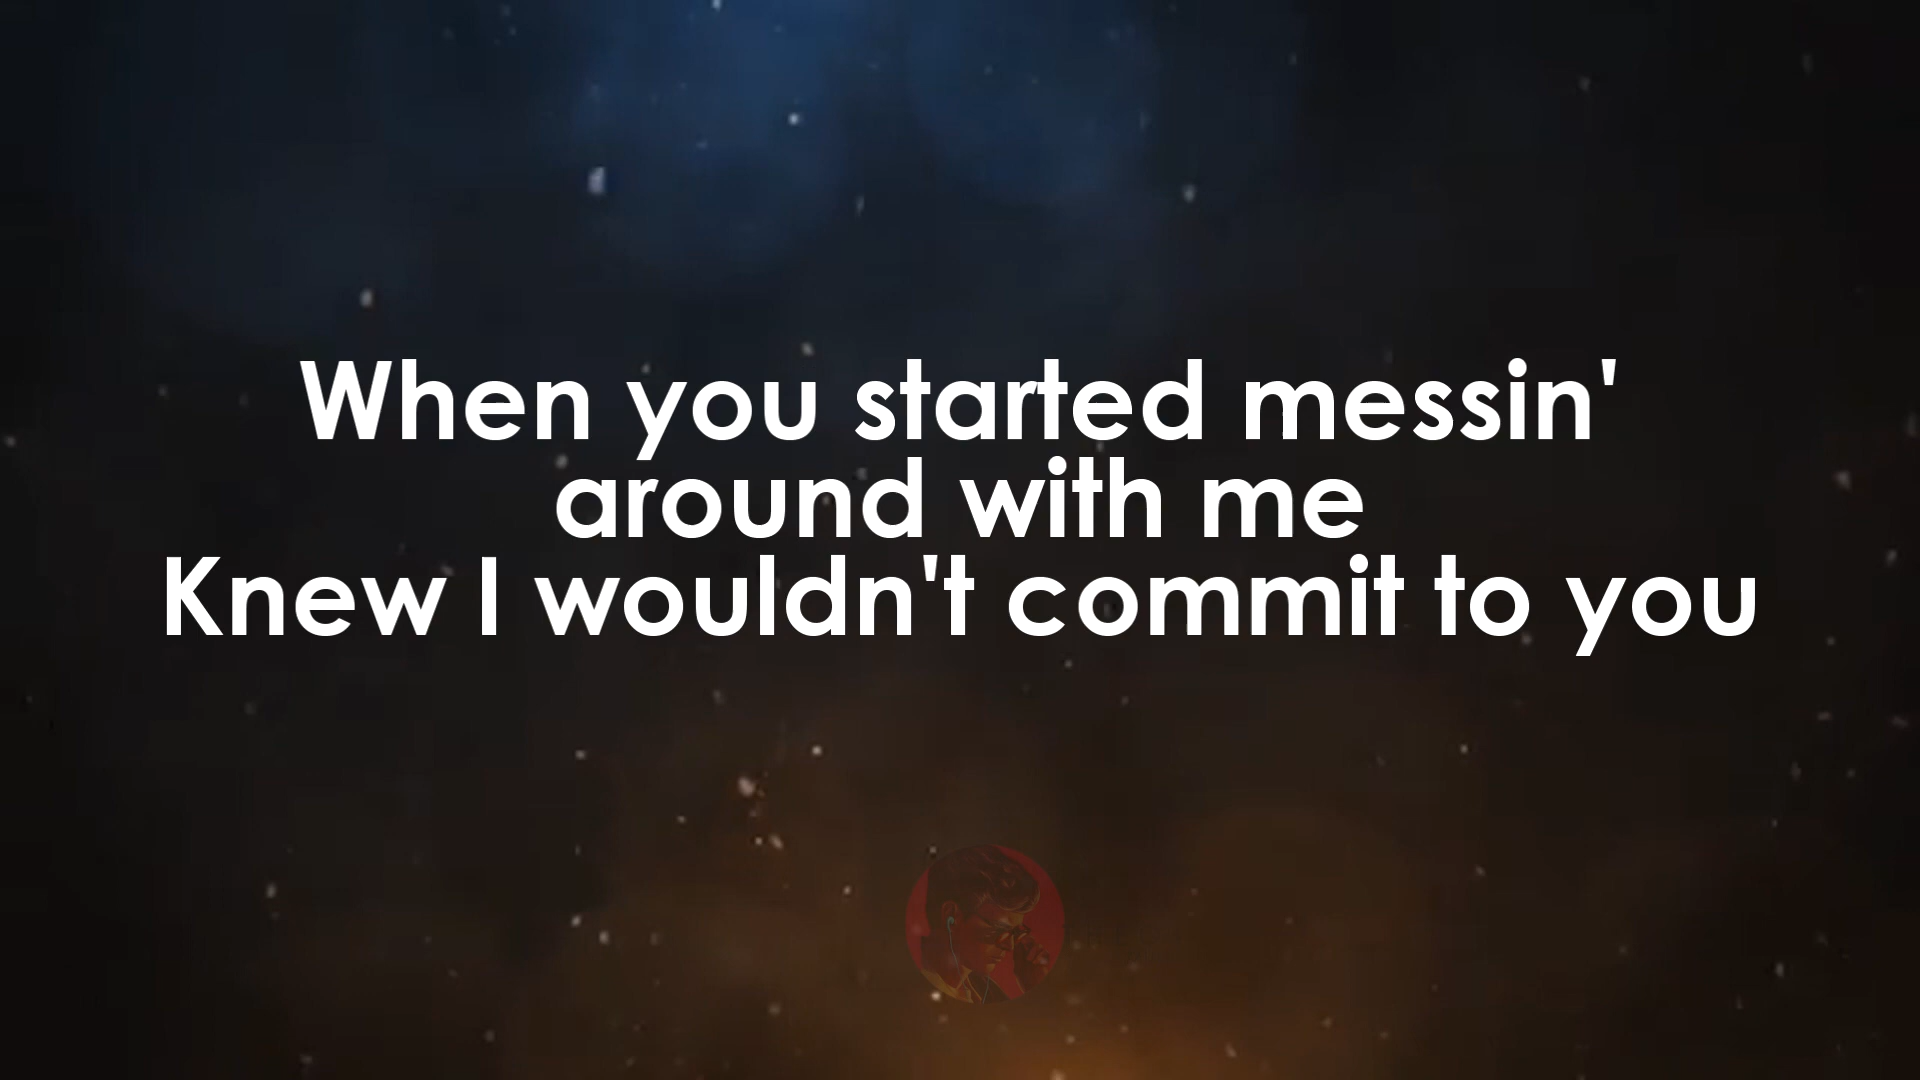 When you started messin'
around with me
Knew I wouldn't commit to you